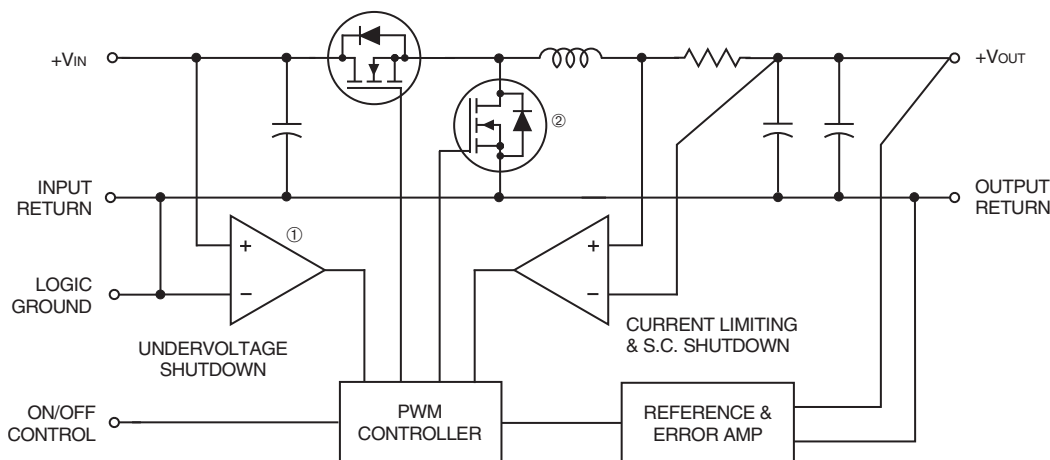 +VIN
+VOUT
②
INPUT
RETURN
OUTPUT
RETURN
①
+
−
+
−
LOGIC
GROUND
UNDERVOLTAGE
SHUTDOWN
CURRENT LIMITING
& S.C. SHUTDOWN
ON/OFF
CONTROL
PWM
CONTROLLER
REFERENCE &
ERROR AMP